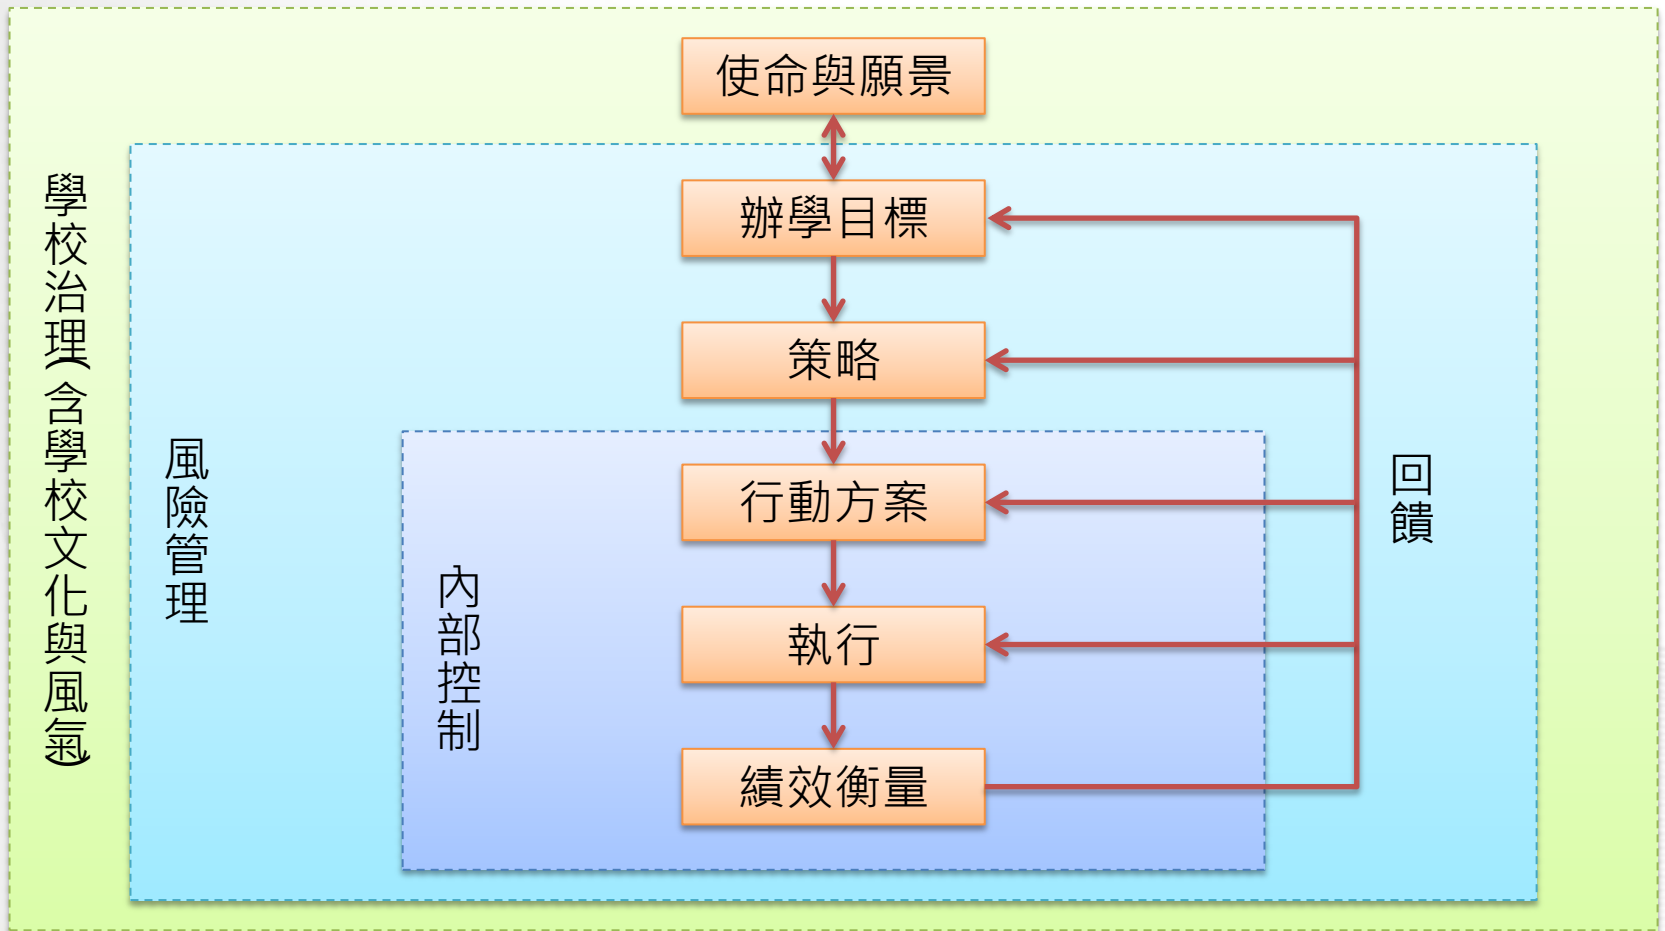 使命與願景
辦學目標
策略
行動方案
執行
績效衡量
學校治理(含學校文化與風氣)
風險管理
內部控制
回饋